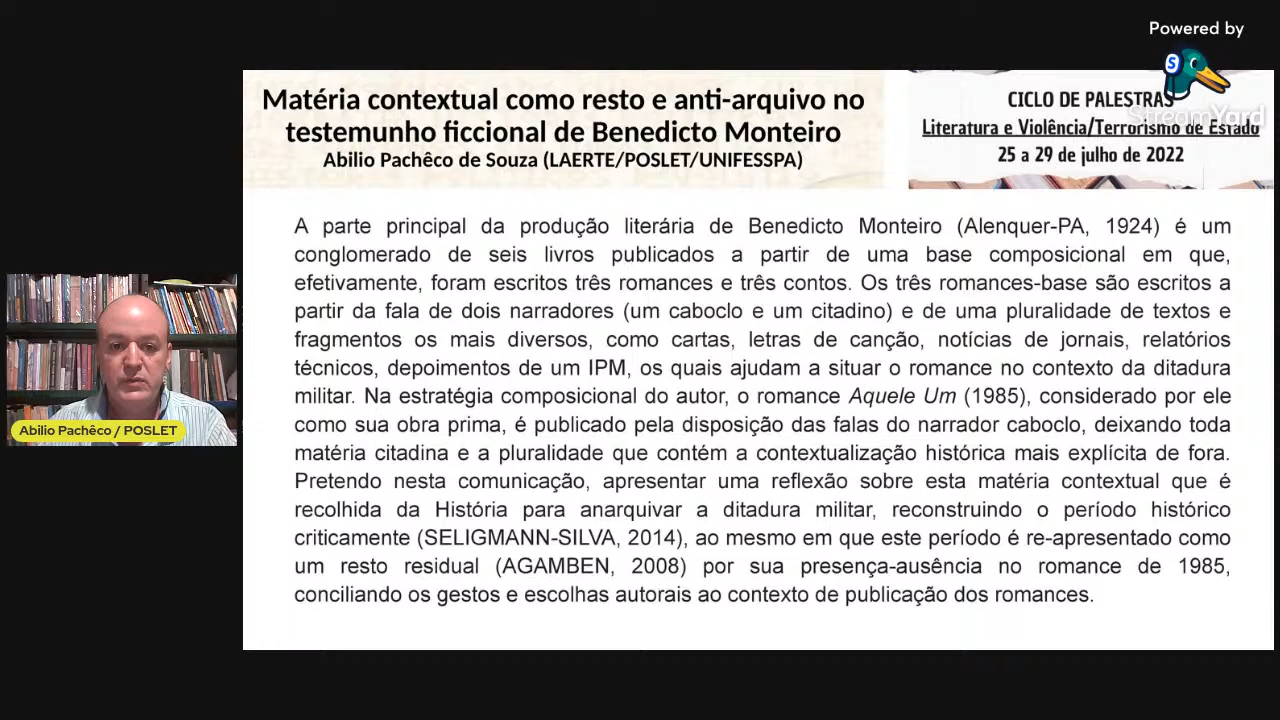 Powered by
S
StreamYard
Matéria contextual como resto e anti-arquivo no
testemunho ficcional de Benedicto Monteiro
Abilio Pachêco de Souza (LAERTE/POSLET/UNIFESSPA)
CICLO DE PALESTRAS
Literatura e Violência/Terrorismo de Estado
25 a 29 de julho de 2022
A parte principal da produção literária de Benedicto Monteiro (Alenquer-PA, 1924) é um
conglomerado de seis livros publicados a partir de uma base composicional em que,
efetivamente, foram escritos três romances e três contos. Os três romances-base são escritos a
partir da fala de dois narradores (um caboclo e um citadino) e de uma pluralidade de textos e
fragmentos os mais diversos, como cartas, letras de canção, notícias de jornais, relatórios
técnicos, depoimentos de um IPM, os quais ajudam a situar o romance no contexto da ditadura
militar. Na estratégia composicional do autor, o romance Aquele Um (1985), considerado por ele
como sua obra prima, é publicado pela disposição das falas do narrador caboclo, deixando toda
matéria citadina e a pluralidade que contém a contextualização histórica mais explícita de fora.
Pretendo nesta comunicação, apresentar uma reflexão sobre esta matéria contextual que é
recolhida da História para anarquivar a ditadura militar, reconstruindo o período histórico
criticamente (SELIGMANN-SILVA, 2014), ao mesmo em que este período é re-apresentado como
um resto residual (AGAMBEN, 2008) por sua presença-ausência no romance de 1985,
conciliando os gestos e escolhas autorais ao contexto de publicação dos romances.
Abilio Pachêco / POSLET